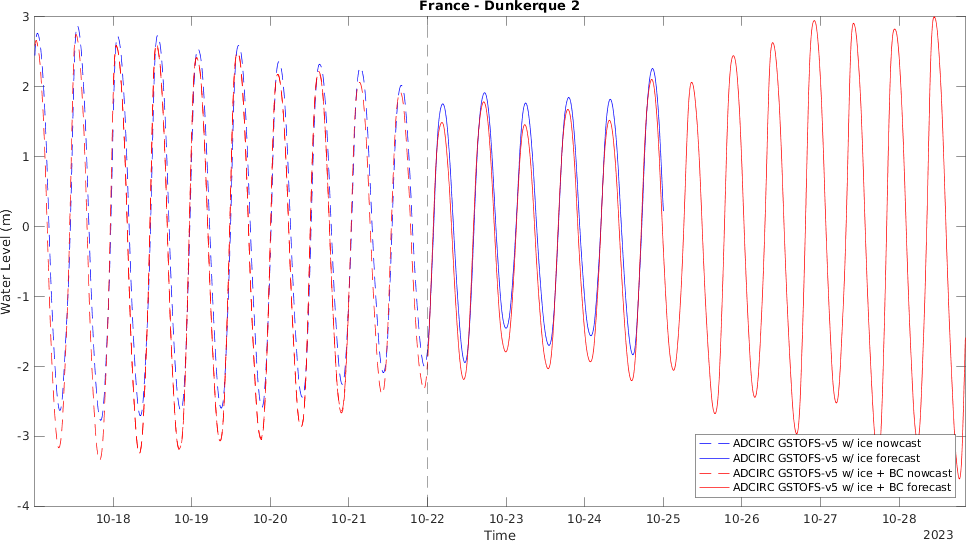 France - Dunkerque 2
3
2
1
0
-1
-2
-3
-4
Water Level (m)
10-18 10-19 10-20 10-21 10-22 10-23 10-24 10-25 10-26 10-27 10-28
Time
2023
ADCIRC GSTOFS-v5 w/ ice nowcast
ADCIRC GSTOFS-v5 w/ ice forecast
ADCIRC GSTOFS-v5 w/ ice + BC nowcast
ADCIRC GSTOFS-v5 w/ ice + BC forecast